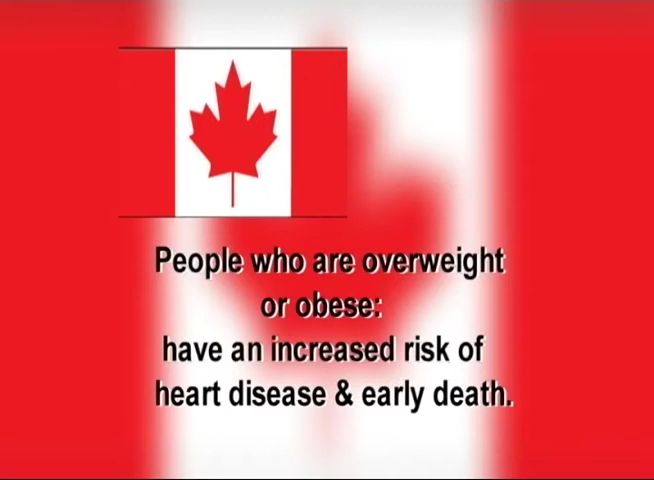 People who are overweight
or obese:
have an increased risk of
heart disease & early death.